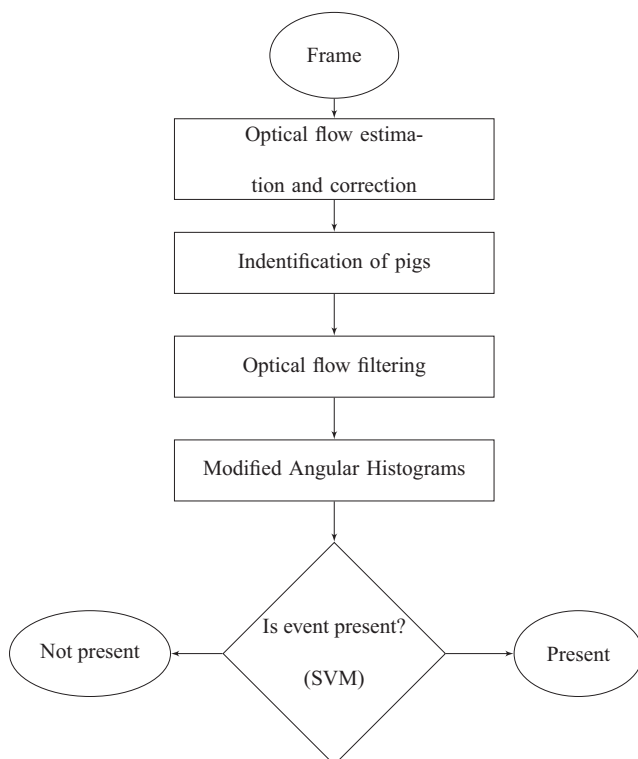 Frame
Optical flow estima-
tion and correction
Indentification of pigs
Optical flow filtering
Modified Angular Histograms
Is event present?
(SVM)
Not present
Present